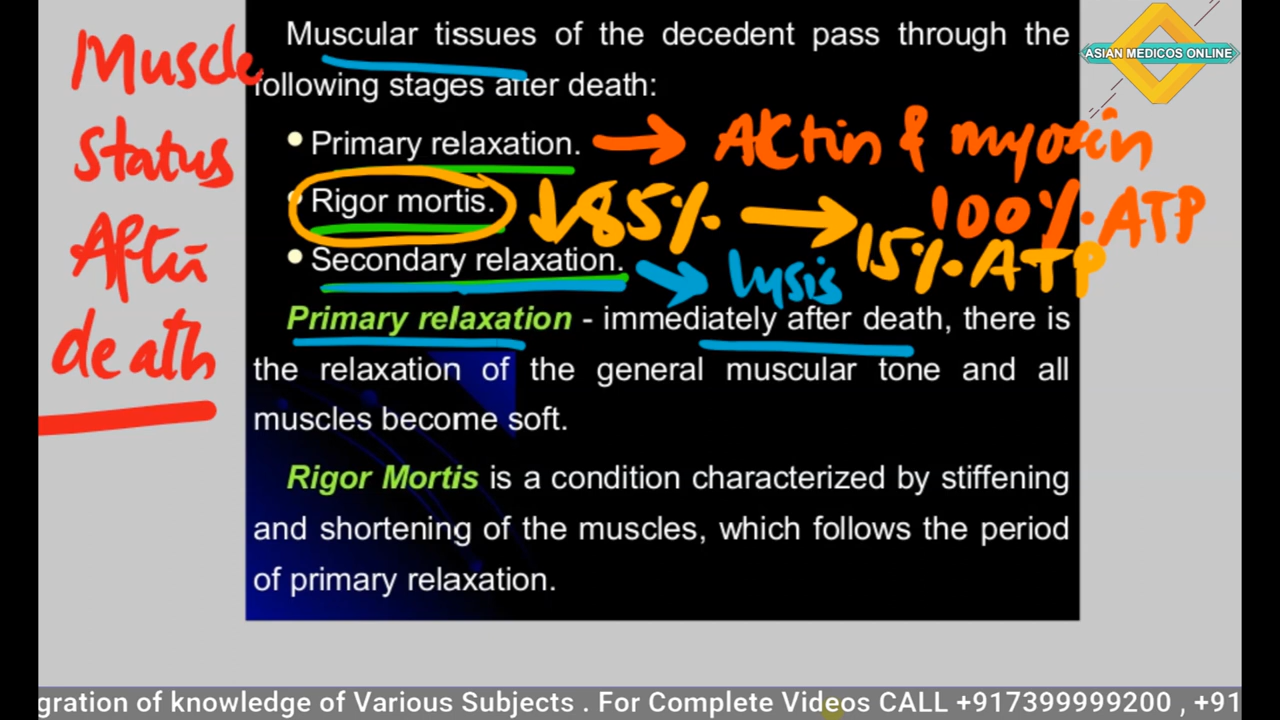 Muscle
Status
After
death
ASIAN MEDICOS ONLINE
Muscular tissues of the decedent pass through the
following stages after death:
• Primary relaxation. → Actin & myosin
100% ATP
• Rigor mortis. ↓85% → 15% ATP
• Secondary relaxation. → Lysis
Primary relaxation - immediately after death, there is
the relaxation of the general muscular tone and all
muscles become soft.
Rigor Mortis is a condition characterized by stiffening
and shortening of the muscles, which follows the period
of primary relaxation.
gration of knowledge of Various Subjects . For Complete Videos CALL +917399999200 , +91